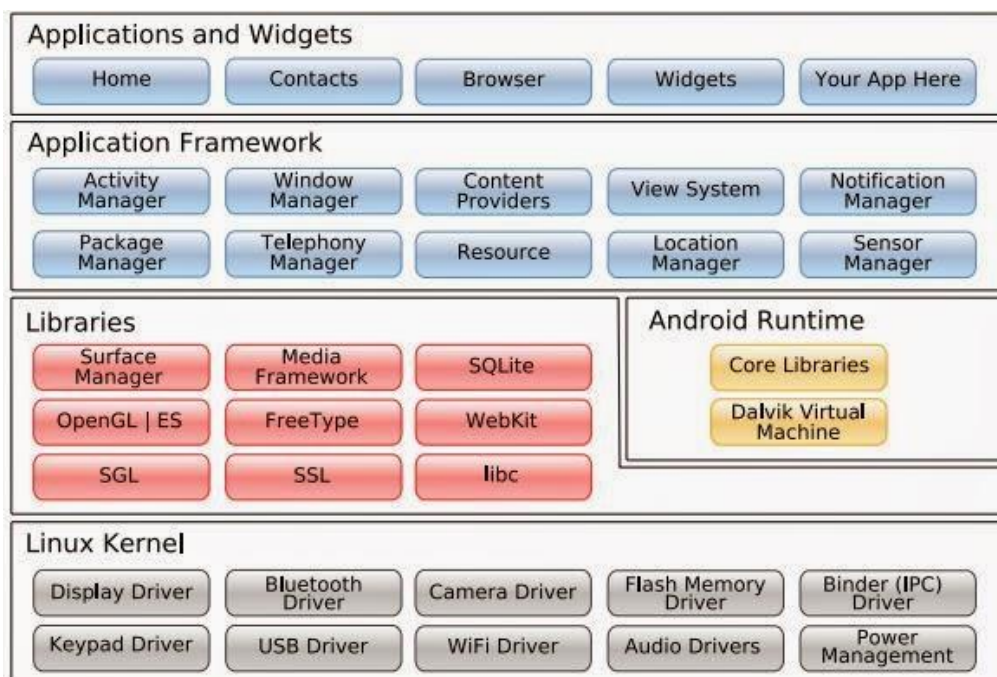 Applications and Widgets
Home
Contacts
Browser
Widgets
Your App Here
Application Framework
Activity
Manager
Window
Manager
Content
Providers
View System
Notification
Manager
Package
Manager
Telephony
Manager
Resource
Location
Manager
Sensor
Manager
Libraries
Surface
Manager
Media
Framework
SQLite
OpenGL | ES
FreeType
WebKit
SGL
SSL
libc
Android Runtime
Core Libraries
Dalvik Virtual
Machine
Linux Kernel
Display Driver
Bluetooth
Driver
Camera Driver
Flash Memory
Driver
Binder (IPC)
Driver
Keypad Driver
USB Driver
WiFi Driver
Audio Drivers
Power
Management